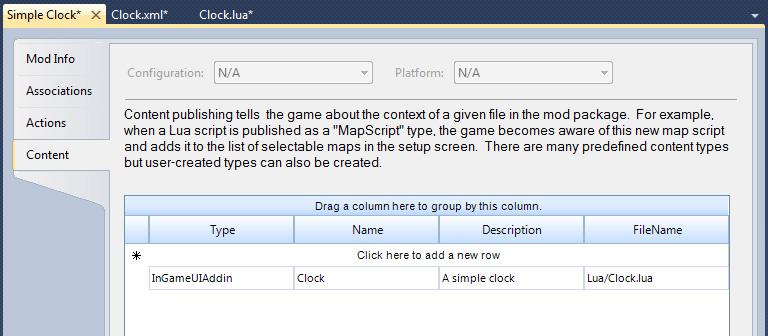 Simple Clock* Clock.xml* Clock.lua*
Mod Info
Associations
Actions
Content
Configuration: N/A Platform: N/A
Content publishing tells the game about the context of a given file in the mod package. For example,
when a Lua script is published as a "MapScript" type, the game becomes aware of this new map script
and adds it to the list of selectable maps in the setup screen. There are many predefined content types
but user-created types can also be created.
Drag a column here to group by this column.
Type Name Description FileName
Click here to add a new row
InGameUIAddin Clock A simple clock Lua/Clock.lua